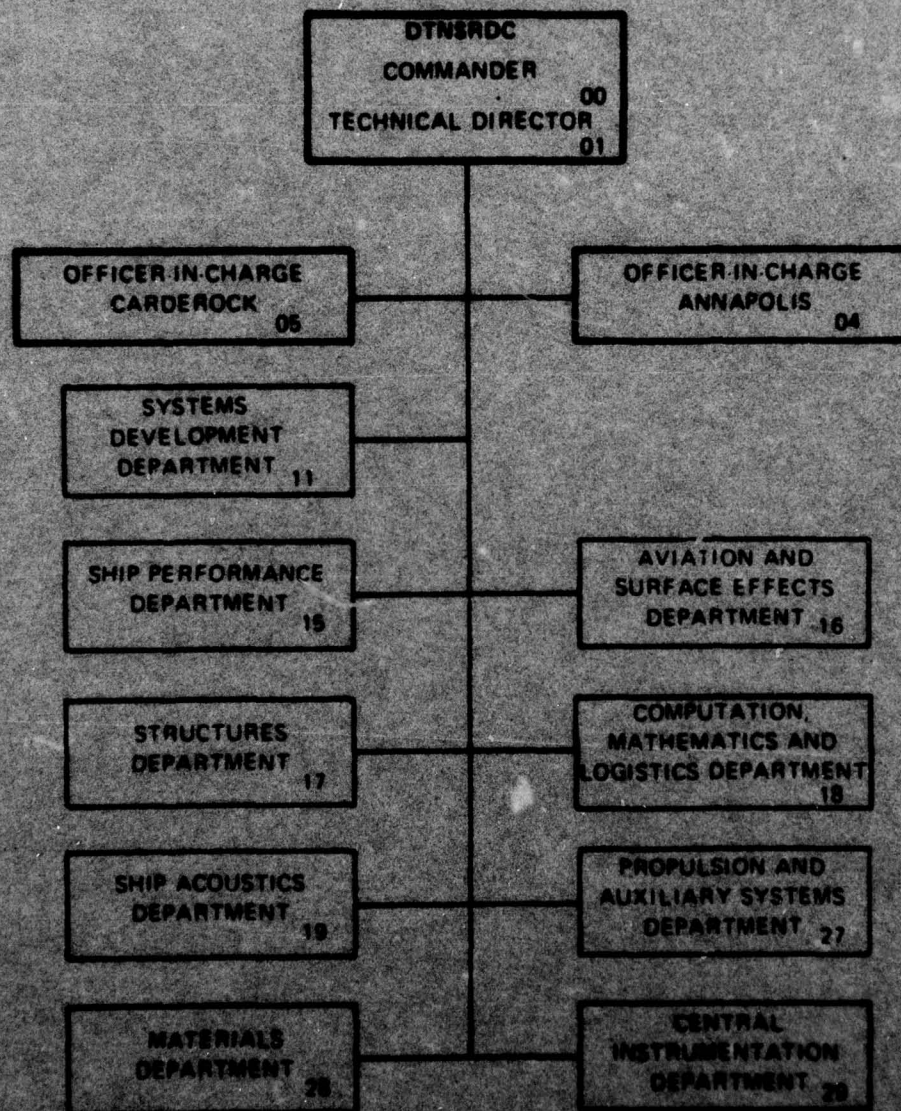 DTNSRDC
COMMANDER
00
TECHNICAL DIRECTOR
01
OFFICER-IN-CHARGE
CARDEROCK
05
OFFICER-IN-CHARGE
ANNAPOLIS
04
SYSTEMS
DEVELOPMENT
DEPARTMENT
11
SHIP PERFORMANCE
DEPARTMENT
15
AVIATION AND
SURFACE EFFECTS
DEPARTMENT
16
STRUCTURES
DEPARTMENT
17
COMPUTATION,
MATHEMATICS AND
LOGISTICS DEPARTMENT
18
SHIP ACOUSTICS
DEPARTMENT
19
PROPULSION AND
AUXILIARY SYSTEMS
DEPARTMENT
27
MATERIALS
DEPARTMENT
28
CENTRAL
INSTRUMENTATION
DEPARTMENT
29